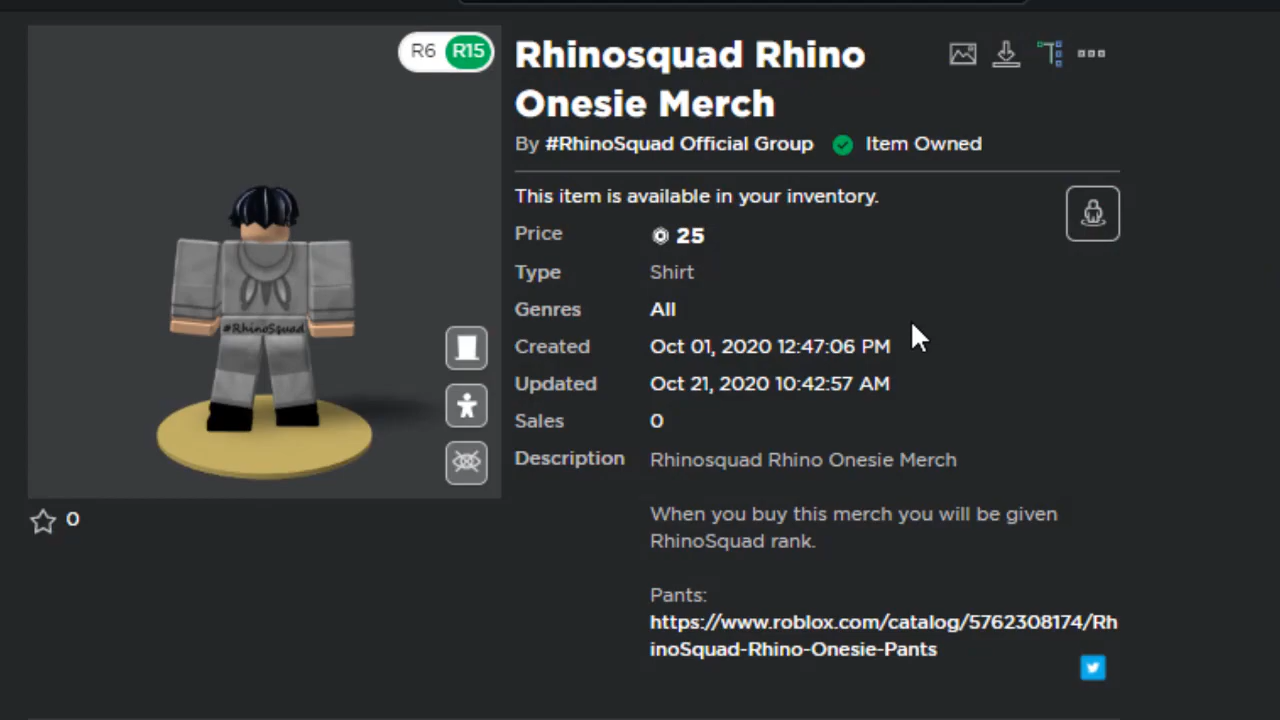 R6 R15
Rhinosquad Rhino
Onesie Merch
By #RhinoSquad Official Group Item Owned
This item is available in your inventory.
Price 25
Type Shirt
Genres All
Created Oct 01, 2020 12:47:06 PM
Updated Oct 21, 2020 10:42:57 AM
Sales 0
Description Rhinosquad Rhino Onesie Merch
When you buy this merch you will be given
RhinoSquad rank.
Pants:
https://www.roblox.com/catalog/5762308174/Rh
inoSquad-Rhino-Onesie-Pants
#RhinoSquad
0